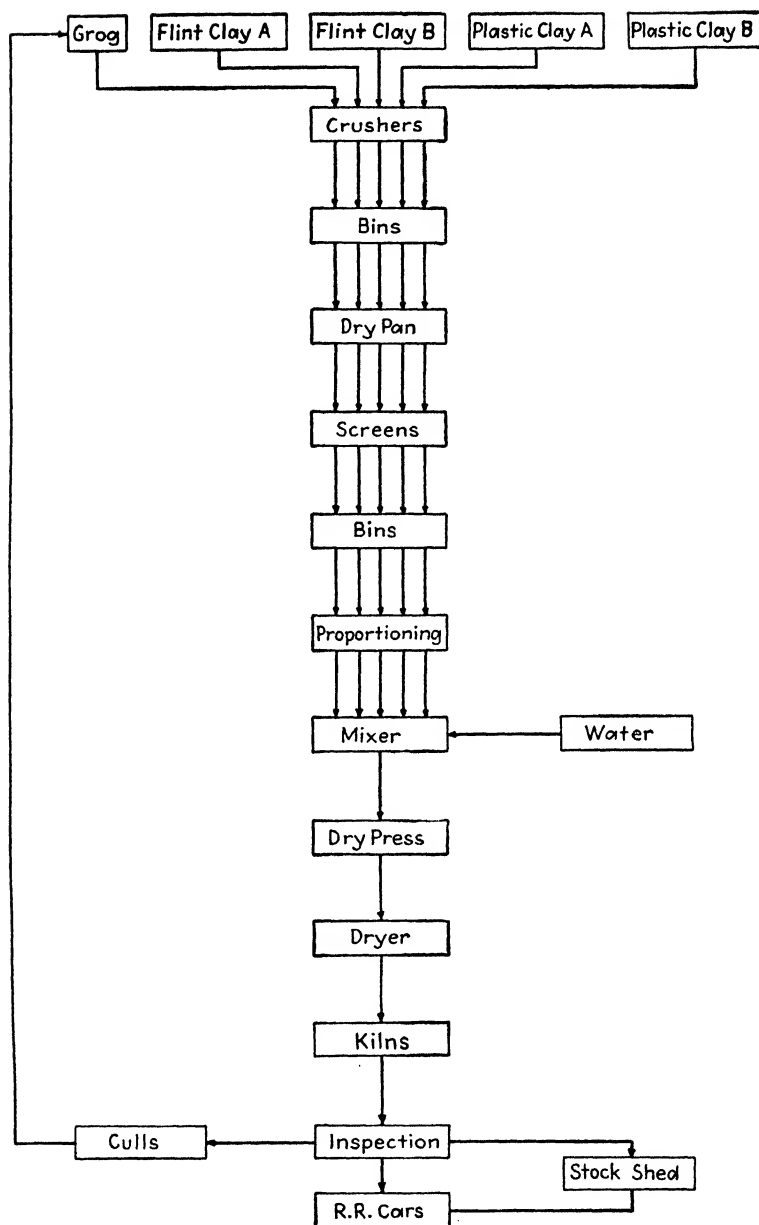 Grog
Flint Clay A
Flint Clay B
Plastic Clay A
Plastic Clay B
Crushers
Bins
Dry Pan
Screens
Bins
Proportioning
Mixer
Water
Dry Press
Dryer
Kilns
Culls
Inspection
Stock Shed
R.R. Cars